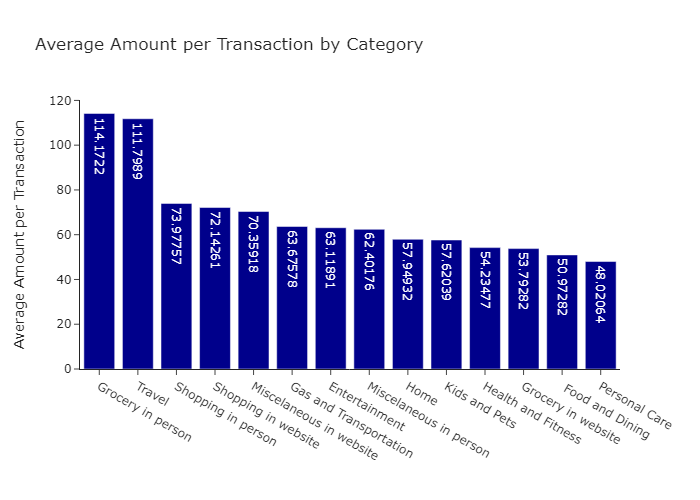 Average Amount per Transaction by Category
Average Amount per Transaction
120
100
80
60
40
20
0
114.1722
111.7989
73.97757
72.14261
70.35918
63.67578
63.11891
62.40176
57.94932
57.62039
54.23477
53.79282
50.97282
48.02064
Grocery in person
Travel
Shopping in person
Shopping in website
Miscelaneous in website
Gas and Transportation
Entertainment
Miscelaneous in person
Home
Kids and Pets
Health and Fitness
Grocery in website
Food and Dining
Personal Care